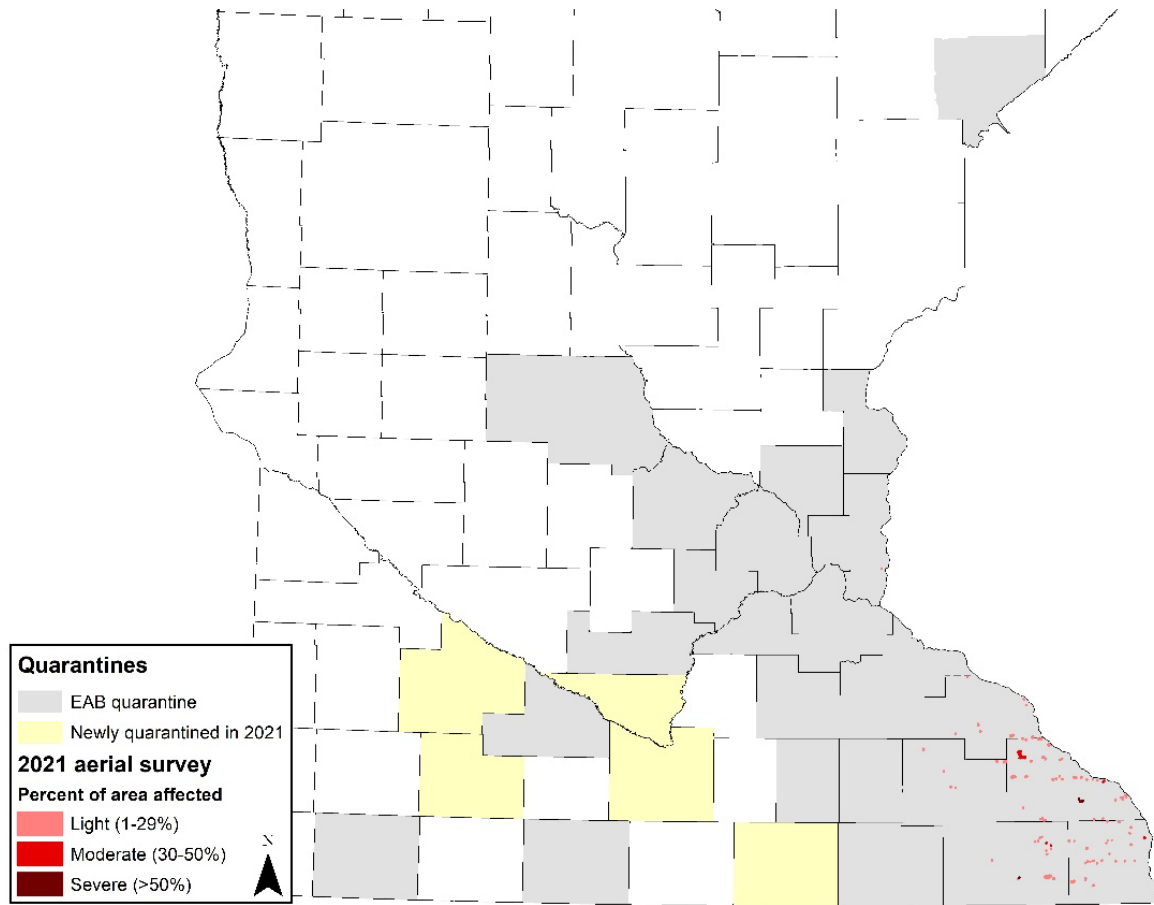 Quarantines
EAB quarantine
Newly quarantined in 2021
2021 aerial survey
Percent of area affected
Light (1-29%)
Moderate (30-50%)
Severe (>50%)
N